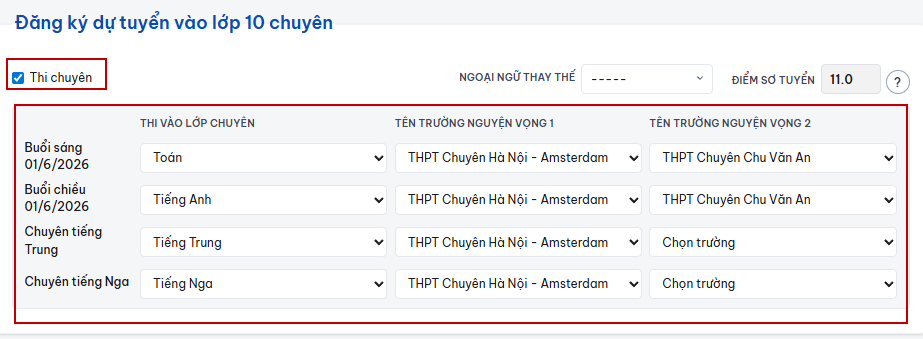 Đăng ký dự tuyển vào lớp 10 chuyên
Thi chuyên
NGOẠI NGỮ THAY THẾ
-----
ĐIỂM SƠ TUYỂN
11.0
?
THI VÀO LỚP CHUYÊN
TÊN TRƯỜNG NGUYỆN VỌNG 1
TÊN TRƯỜNG NGUYỆN VỌNG 2
Buổi sáng
01/6/2026
Toán
THPT Chuyên Hà Nội - Amsterdam
THPT Chuyên Chu Văn An
Buổi chiều
01/6/2026
Tiếng Anh
THPT Chuyên Hà Nội - Amsterdam
THPT Chuyên Chu Văn An
Chuyên tiếng
Trung
Tiếng Trung
THPT Chuyên Hà Nội - Amsterdam
Chọn trường
Chuyên tiếng Nga
Tiếng Nga
THPT Chuyên Hà Nội - Amsterdam
Chọn trường